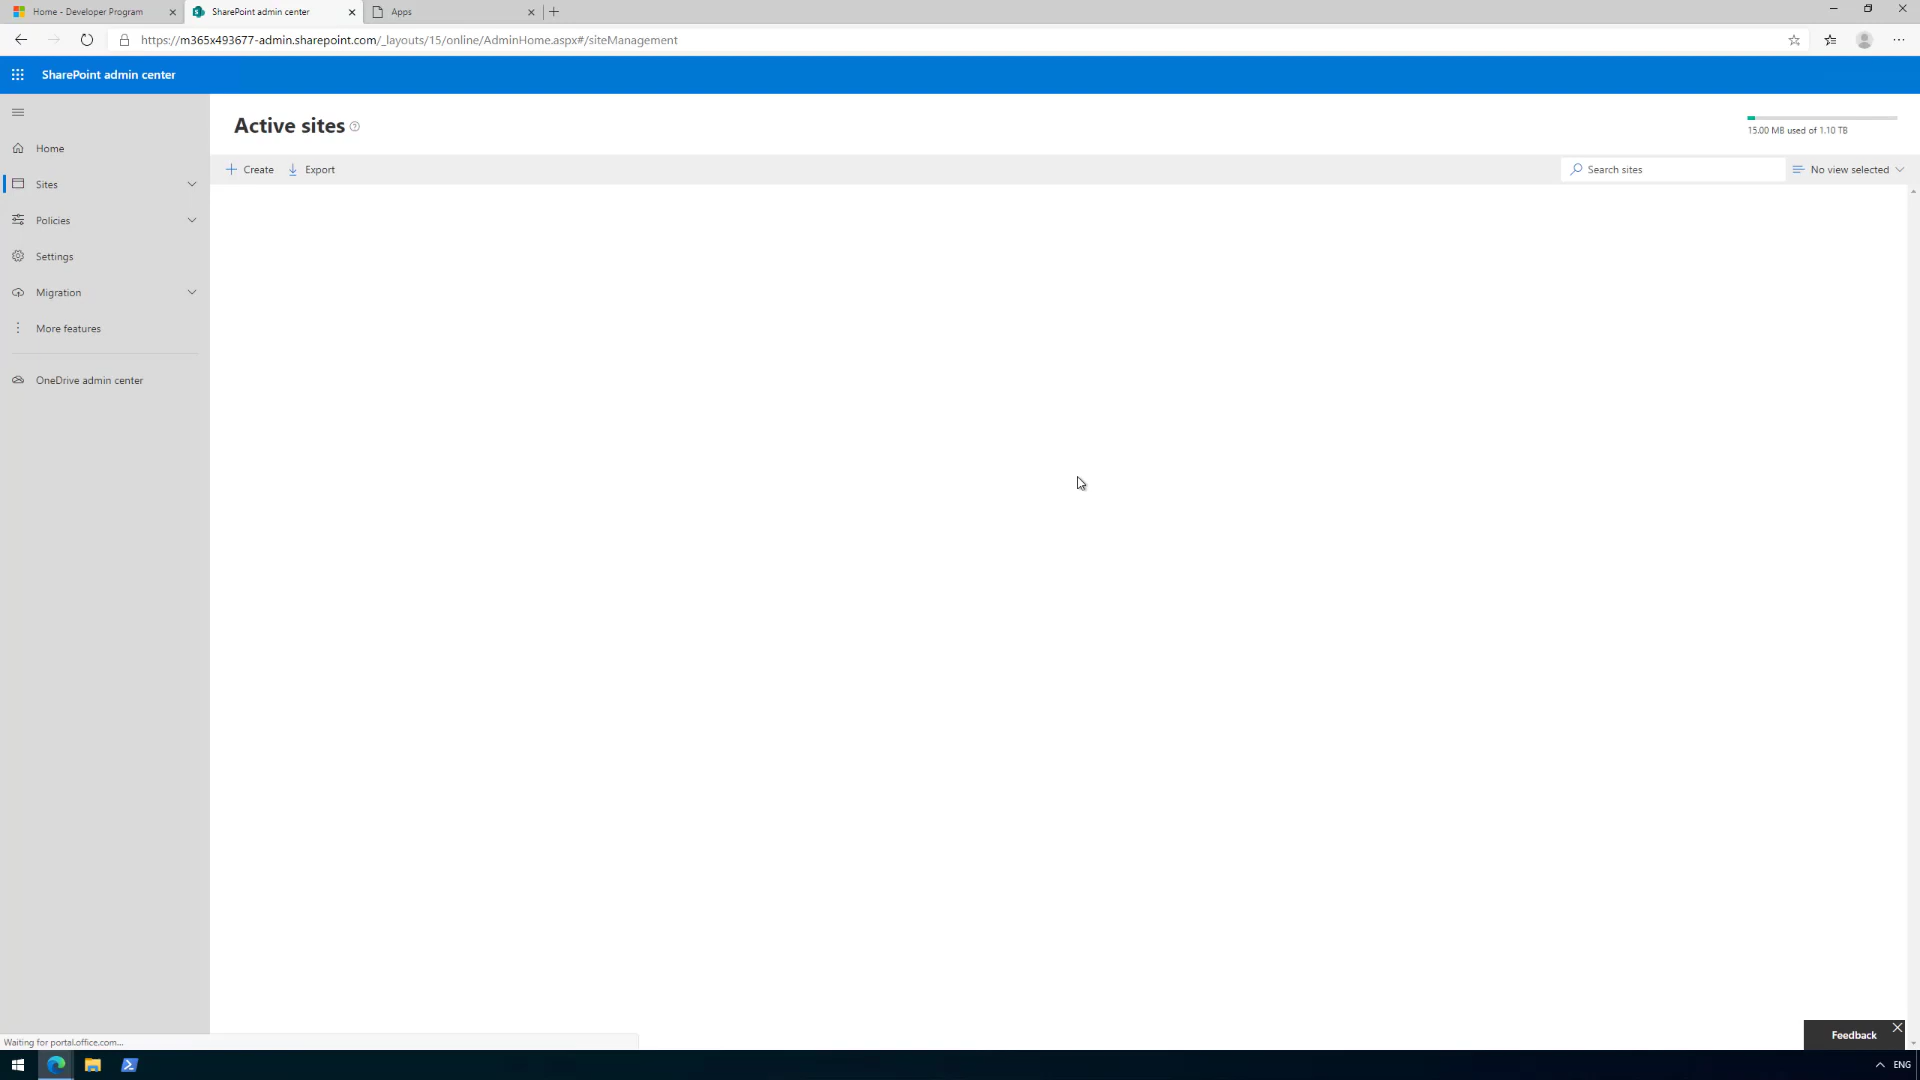 Home - Developer Program
SharePoint admin center
Apps
https://m365x493677-admin.sharepoint.com/_layouts/15/online/AdminHome.aspx#/siteManagement
SharePoint admin center
Home
Sites
Policies
Settings
Migration
More features
OneDrive admin center
Active sites
15.00 MB used of 1.10 TB
Create
Export
Search sites
No view selected
Feedback
Waiting for portal.office.com...
ENG